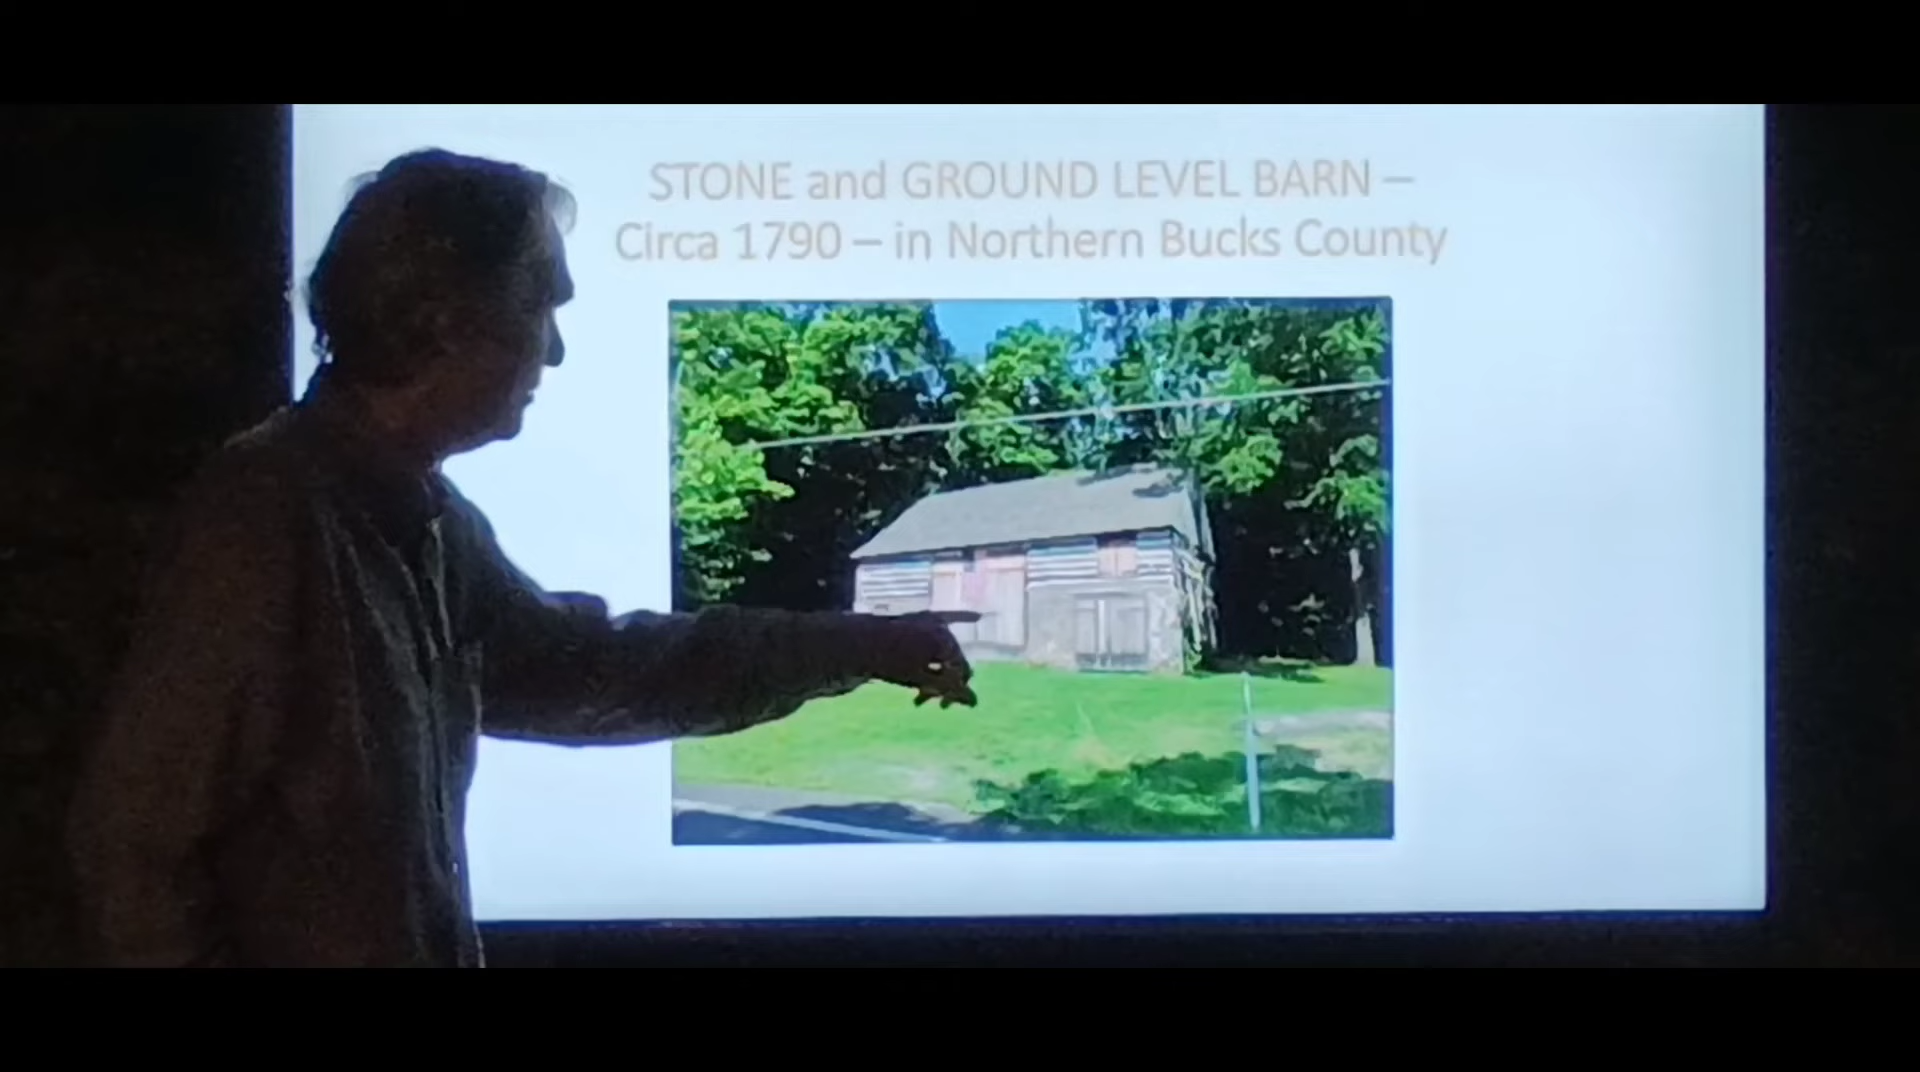 STONE and GROUND LEVEL BARN –
Circa 1790 – in Northern Bucks County